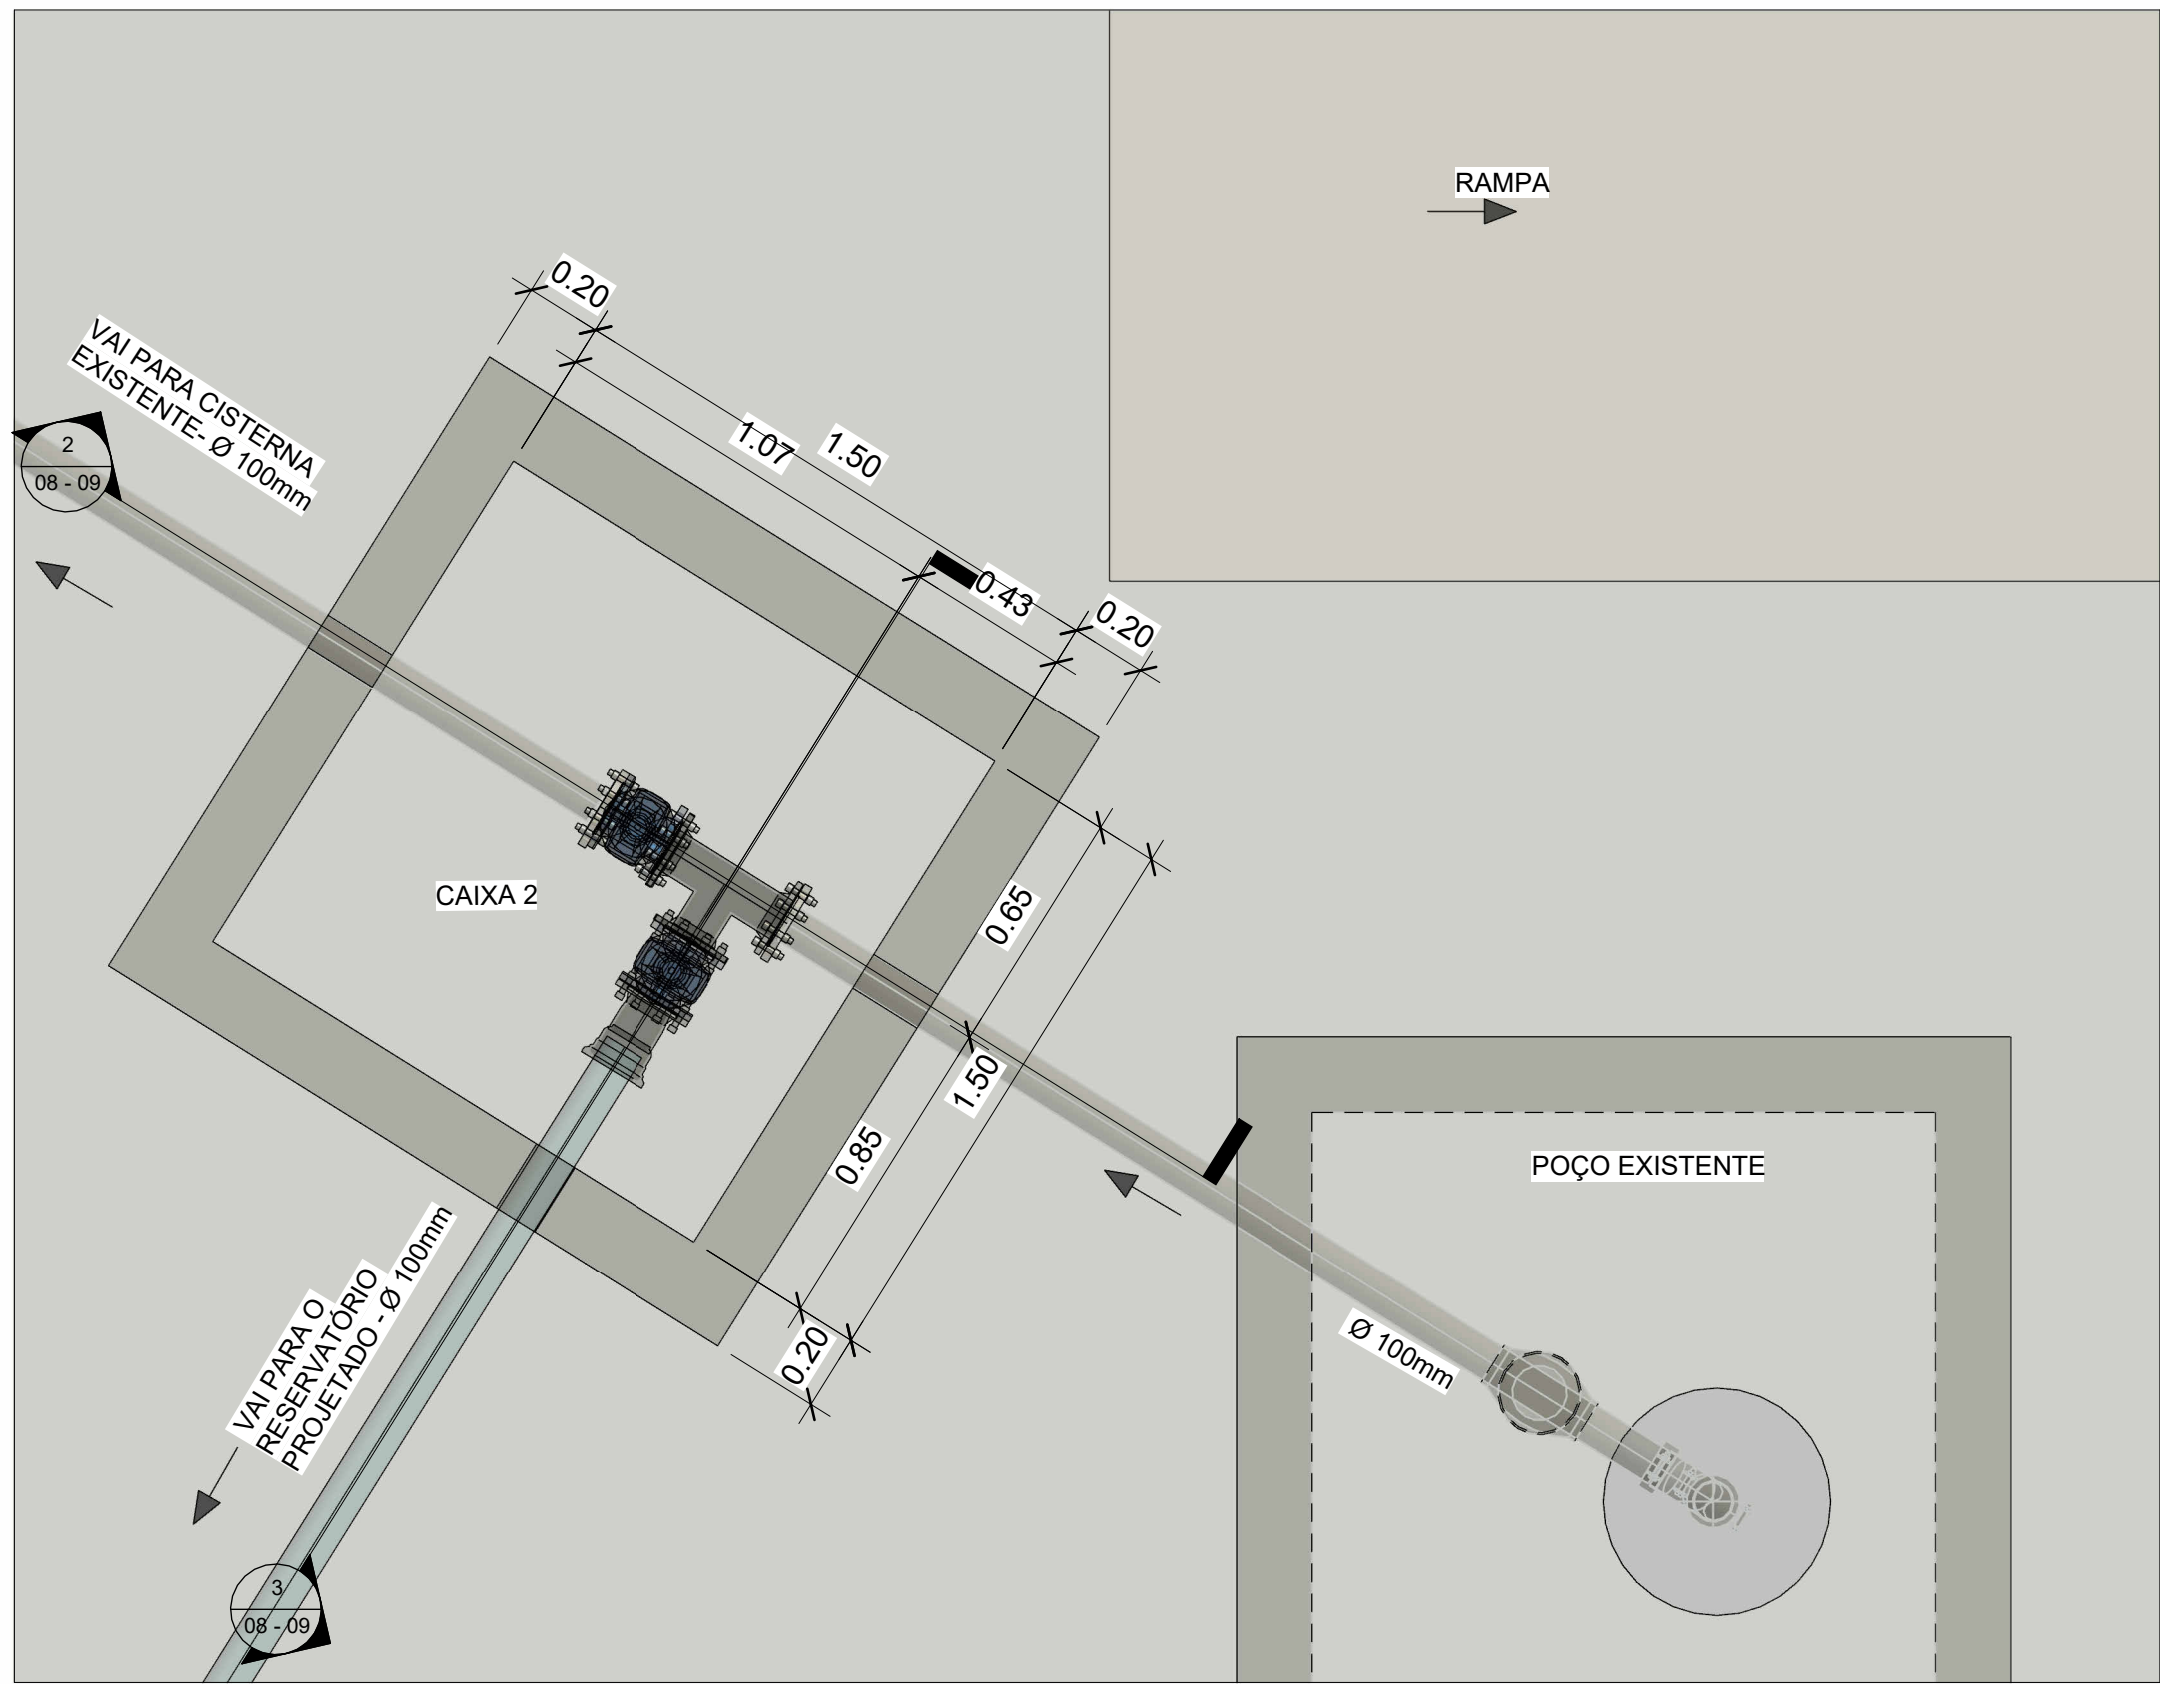 RAMPA
0.20
VAI PARA CISTERNA
EXISTENTE- Ø 100mm
1.07
1.50
2
08 - 09
0.43
0.20
CAIXA 2
0.65
1.50
0.85
POÇO EXISTENTE
VAI PARA O
RESERVATÓRIO
PROJETADO - Ø 100mm
0.20
Ø 100mm
3
08 - 09